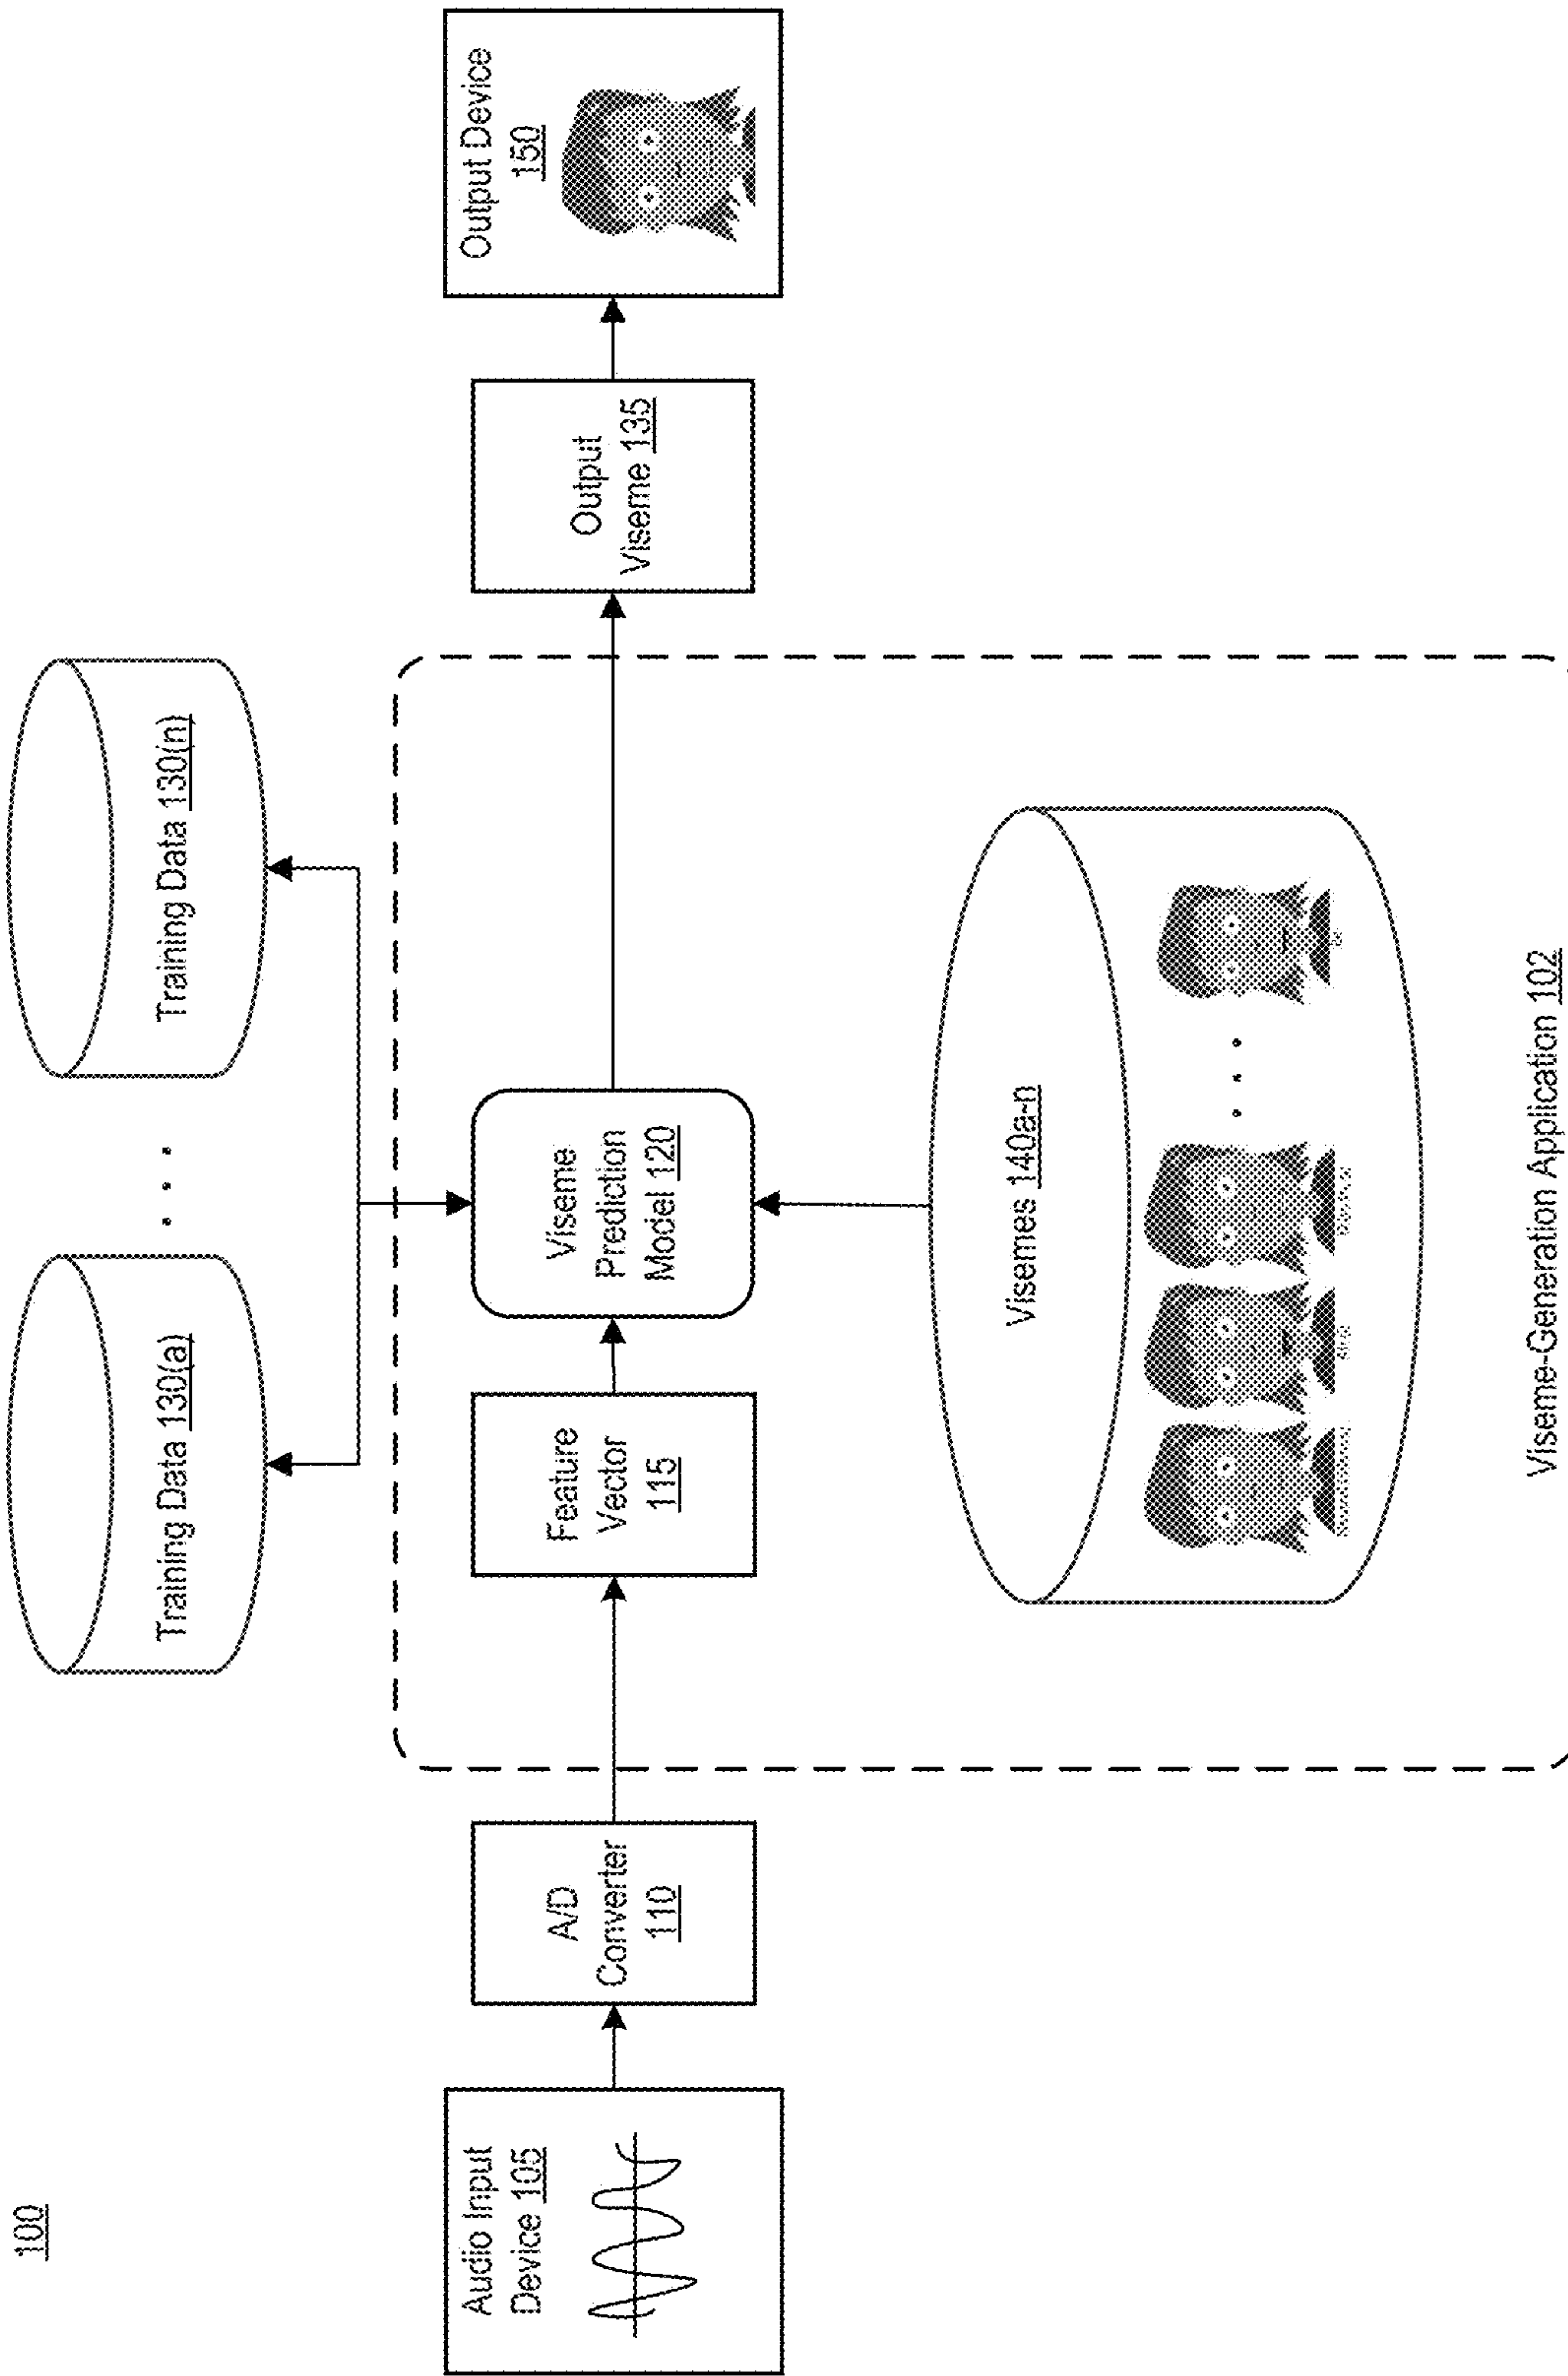 100
Training Data 130(a)
. . .
Training Data 130(n)
Audio Input
Device 105
A/D
Converter
110
Feature
Vector
115
Viseme
Prediction
Model 120
Output
Viseme 135
Output Device
150
Visemes 140a-n
. . .
Viseme-Generation Application 102